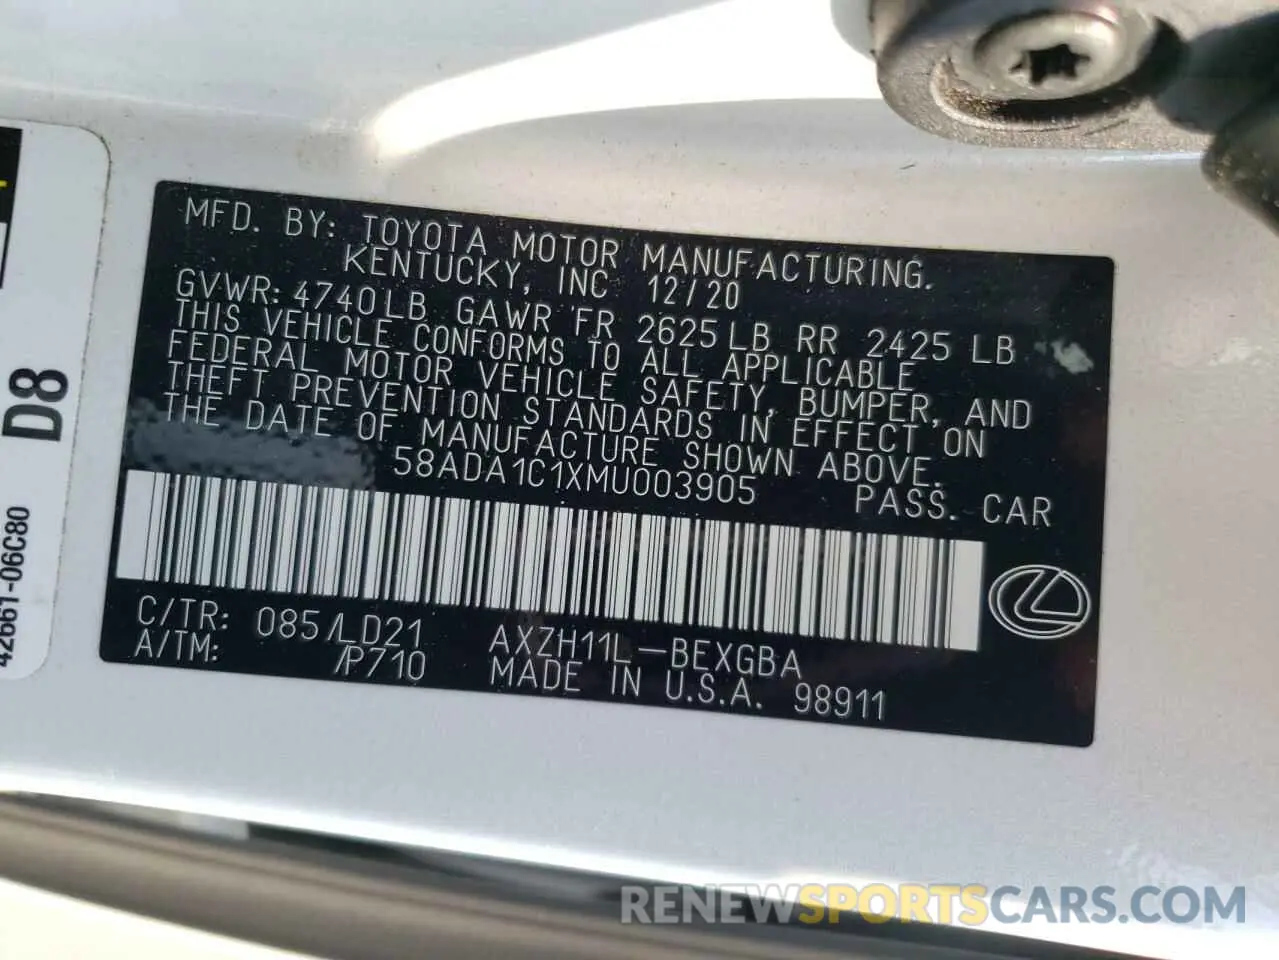 MFD. BY: TOYOTA MOTOR MANUFACTURING.
KENTUCKY, INC 12/20
GVWR: 4740LB GAWR FR 2625LB RR 2425 LB
THIS VEHICLE CONFORMS TO ALL APPLICABLE
FEDERAL MOTOR VEHICLE SAFETY, BUMPER, AND
THEFT PREVENTION STANDARDS IN EFFECT ON
THE DATE OF MANUFACTURE SHOWN ABOVE.
58ADA1C1XMU003905 PASS. CAR
C/TR: 085/LD21 AXZH11L-BEXGBA
A/TM: /P710 MADE IN U.S.A. 98911
D8
42661-06C80
RENEWSPORTSCARS.COM